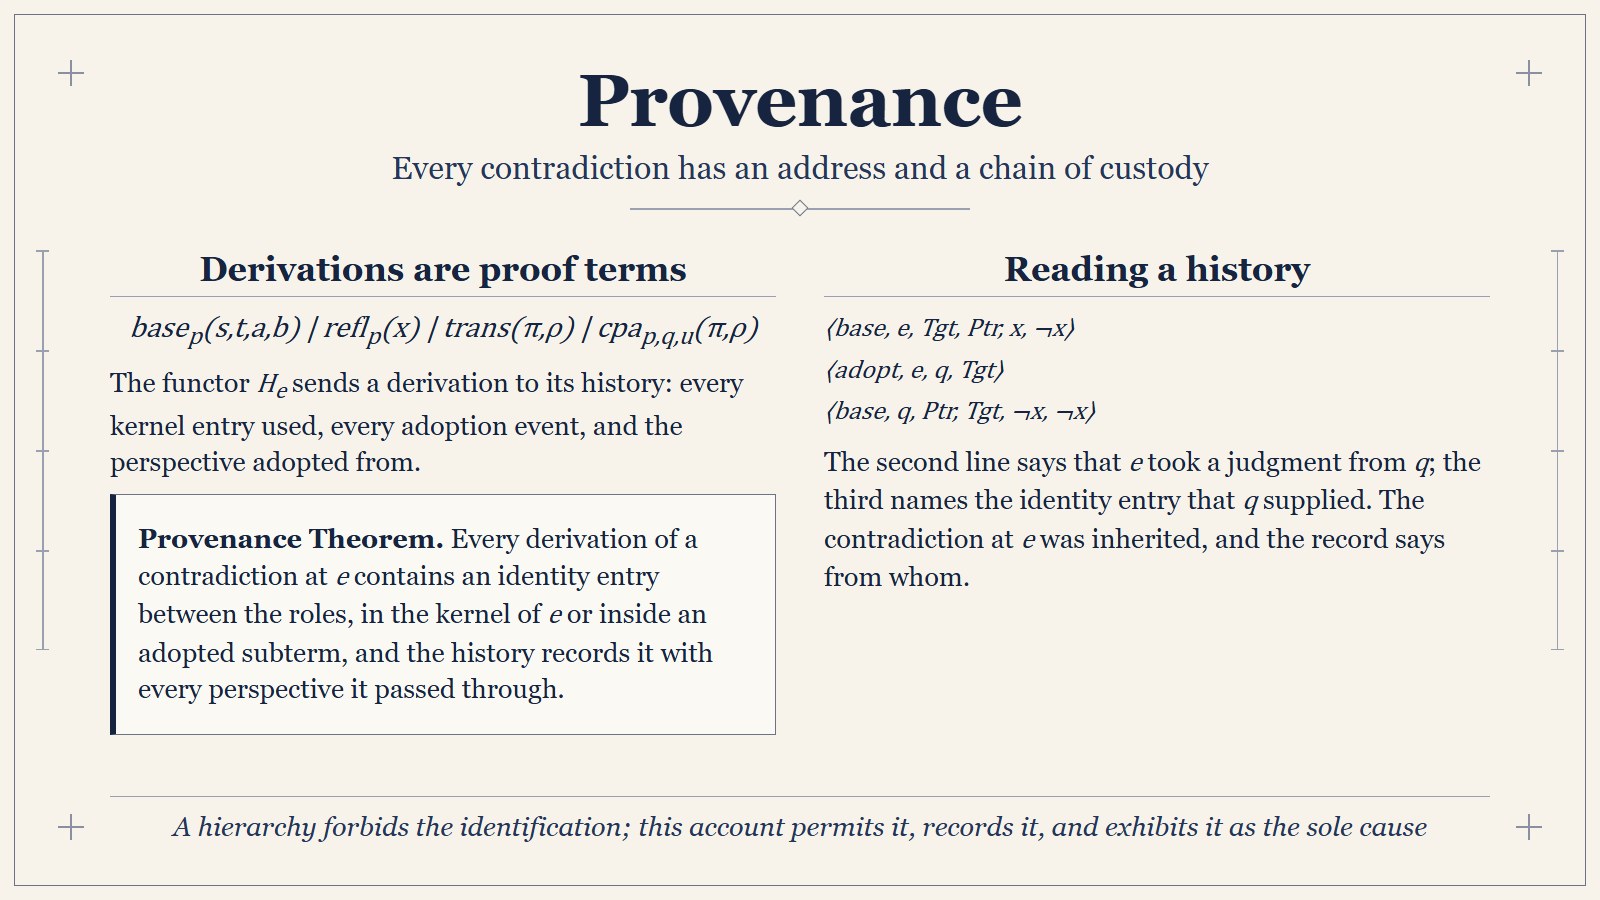 Provenance
Every contradiction has an address and a chain of custody
Derivations are proof terms
base_p(s,t,a,b) | refl_p(x) | trans(π,ρ) | cpa_p,q,u(π,ρ)
The functor H_e sends a derivation to its history: every
kernel entry used, every adoption event, and the
perspective adopted from.
Provenance Theorem. Every derivation of a
contradiction at e contains an identity entry
between the roles, in the kernel of e or inside an
adopted subterm, and the history records it with
every perspective it passed through.
Reading a history
⟨base, e, Tgt, Ptr, x, ¬x⟩
⟨adopt, e, q, Tgt⟩
⟨base, q, Ptr, Tgt, ¬x, ¬x⟩
The second line says that e took a judgment from q; the
third names the identity entry that q supplied. The
contradiction at e was inherited, and the record says
from whom.
A hierarchy forbids the identification; this account permits it, records it, and exhibits it as the sole cause